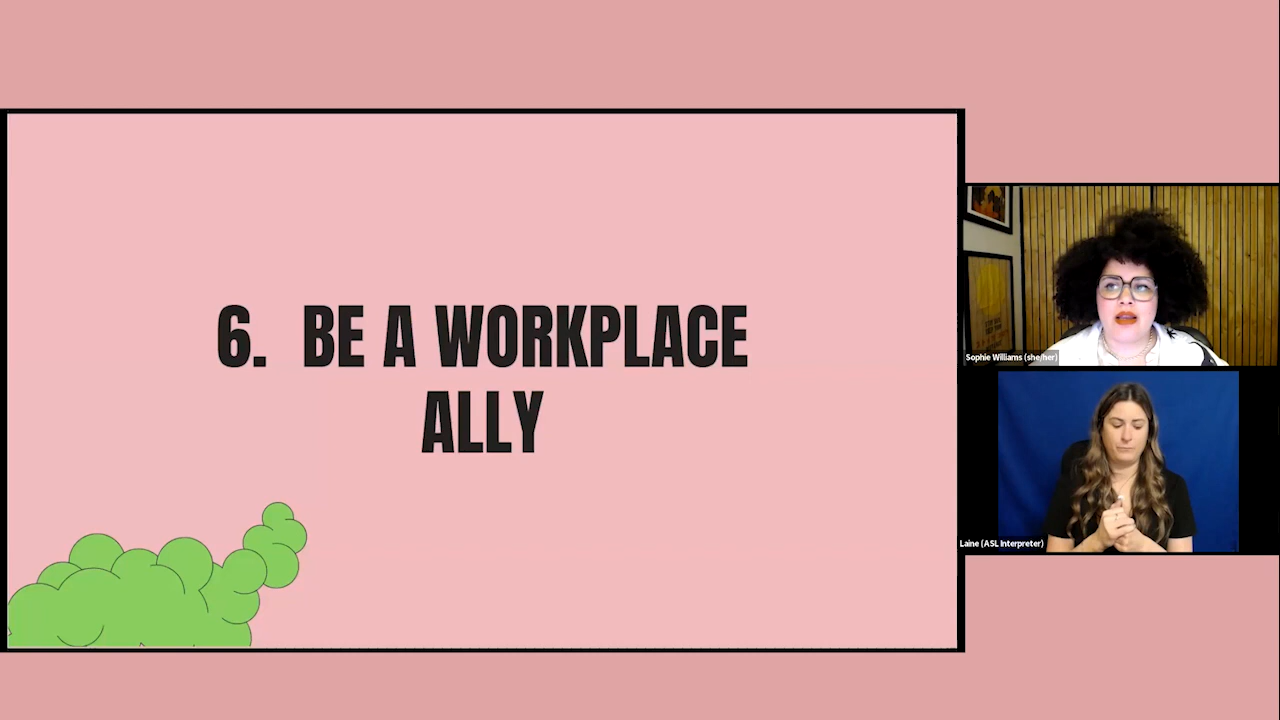 6. BE A WORKPLACE
ALLY
Sophie Williams (she/her)
Laine (ASL Interpreter)